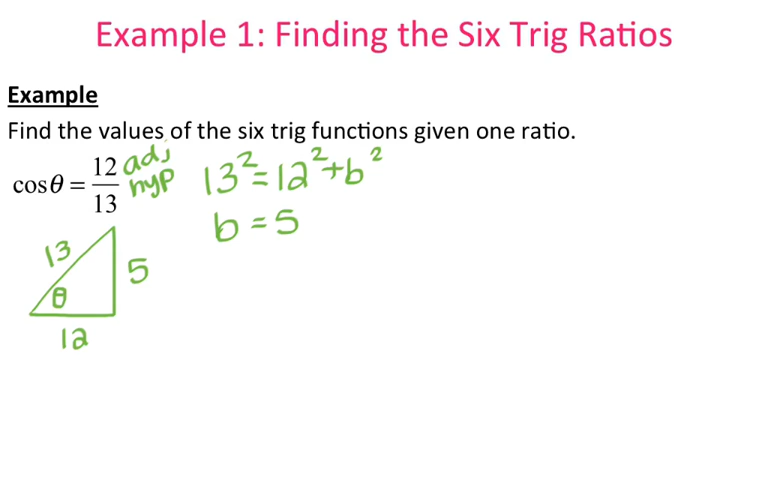 Example 1: Finding the Six Trig Ratios
Example
Find the values of the six trig functions given one ratio.
cosθ = 12/13 adj hyp
13² = 12² + b²
b = 5
13
θ
5
12